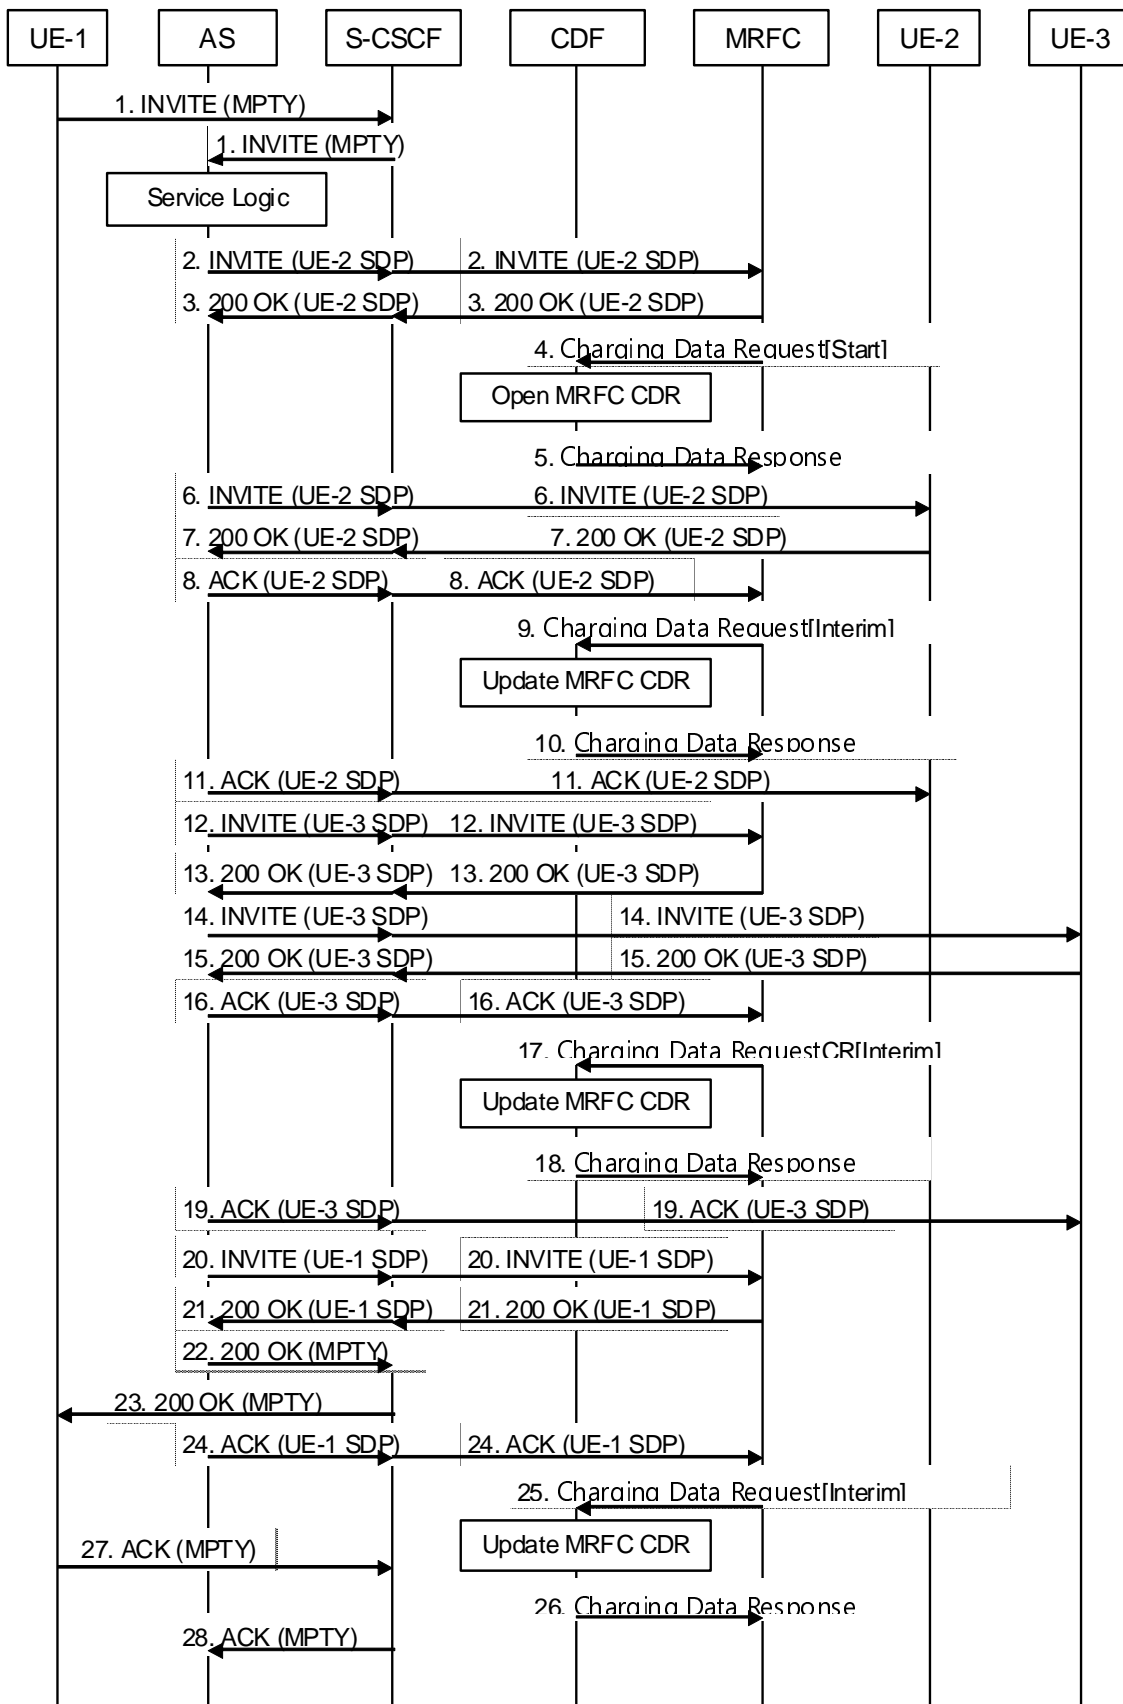 UE-1 AS S-CSCF CDF MRFC UE-2 UE-3
1. INVITE (MPTY)
1. INVITE (MPTY)
Service Logic
2. INVITE (UE-2 SDP) 2. INVITE (UE-2 SDP)
3. 200 OK (UE-2 SDP) 3. 200 OK (UE-2 SDP)
4. Charging Data Request[Start]
Open MRFC CDR
5. Charging Data Response
6. INVITE (UE-2 SDP) 6. INVITE (UE-2 SDP)
7. 200 OK (UE-2 SDP) 7. 200 OK (UE-2 SDP)
8. ACK (UE-2 SDP) 8. ACK (UE-2 SDP)
9. Charging Data Request[Interim]
Update MRFC CDR
10. Charging Data Response
11. ACK (UE-2 SDP) 11. ACK (UE-2 SDP)
12. INVITE (UE-3 SDP) 12. INVITE (UE-3 SDP)
13. 200 OK (UE-3 SDP) 13. 200 OK (UE-3 SDP)
14. INVITE (UE-3 SDP) 14. INVITE (UE-3 SDP)
15. 200 OK (UE-3 SDP) 15. 200 OK (UE-3 SDP)
16. ACK (UE-3 SDP) 16. ACK (UE-3 SDP)
17. Charging Data RequestCR[Interim]
Update MRFC CDR
18. Charging Data Response
19. ACK (UE-3 SDP) 19. ACK (UE-3 SDP)
20. INVITE (UE-1 SDP) 20. INVITE (UE-1 SDP)
21. 200 OK (UE-1 SDP) 21. 200 OK (UE-1 SDP)
22. 200 OK (MPTY)
23. 200 OK (MPTY)
24. ACK (UE-1 SDP) 24. ACK (UE-1 SDP)
25. Charging Data Request[Interim]
Update MRFC CDR
27. ACK (MPTY)
26. Charging Data Response
28. ACK (MPTY)